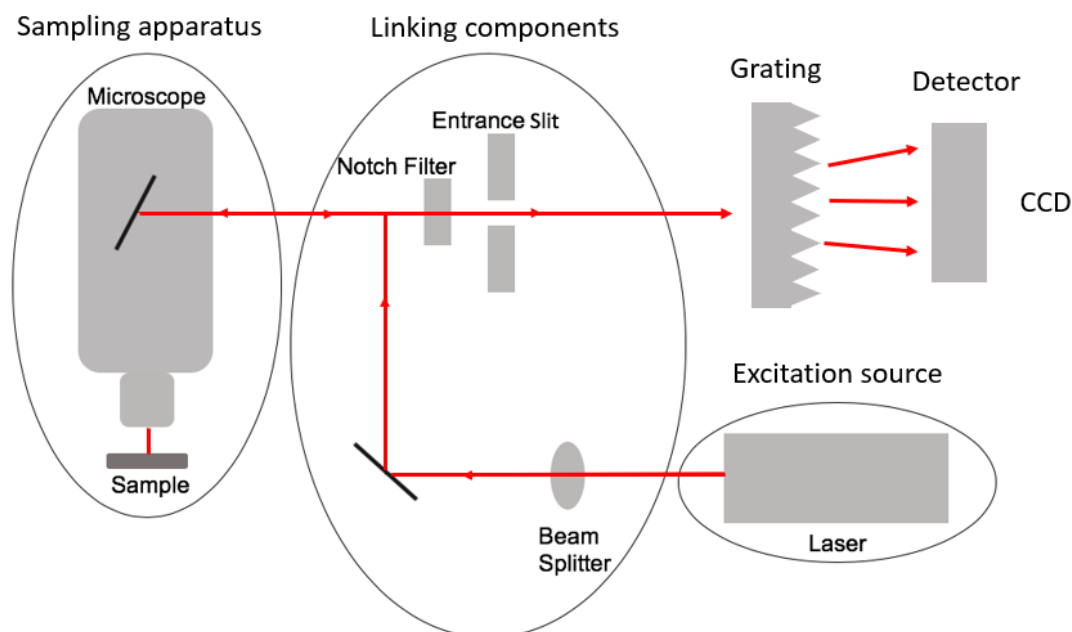 Sampling apparatus
Linking components
Grating
Detector
Microscope
Entrance Slit
Notch Filter
CCD
Sample
Excitation source
Beam
Splitter
Laser